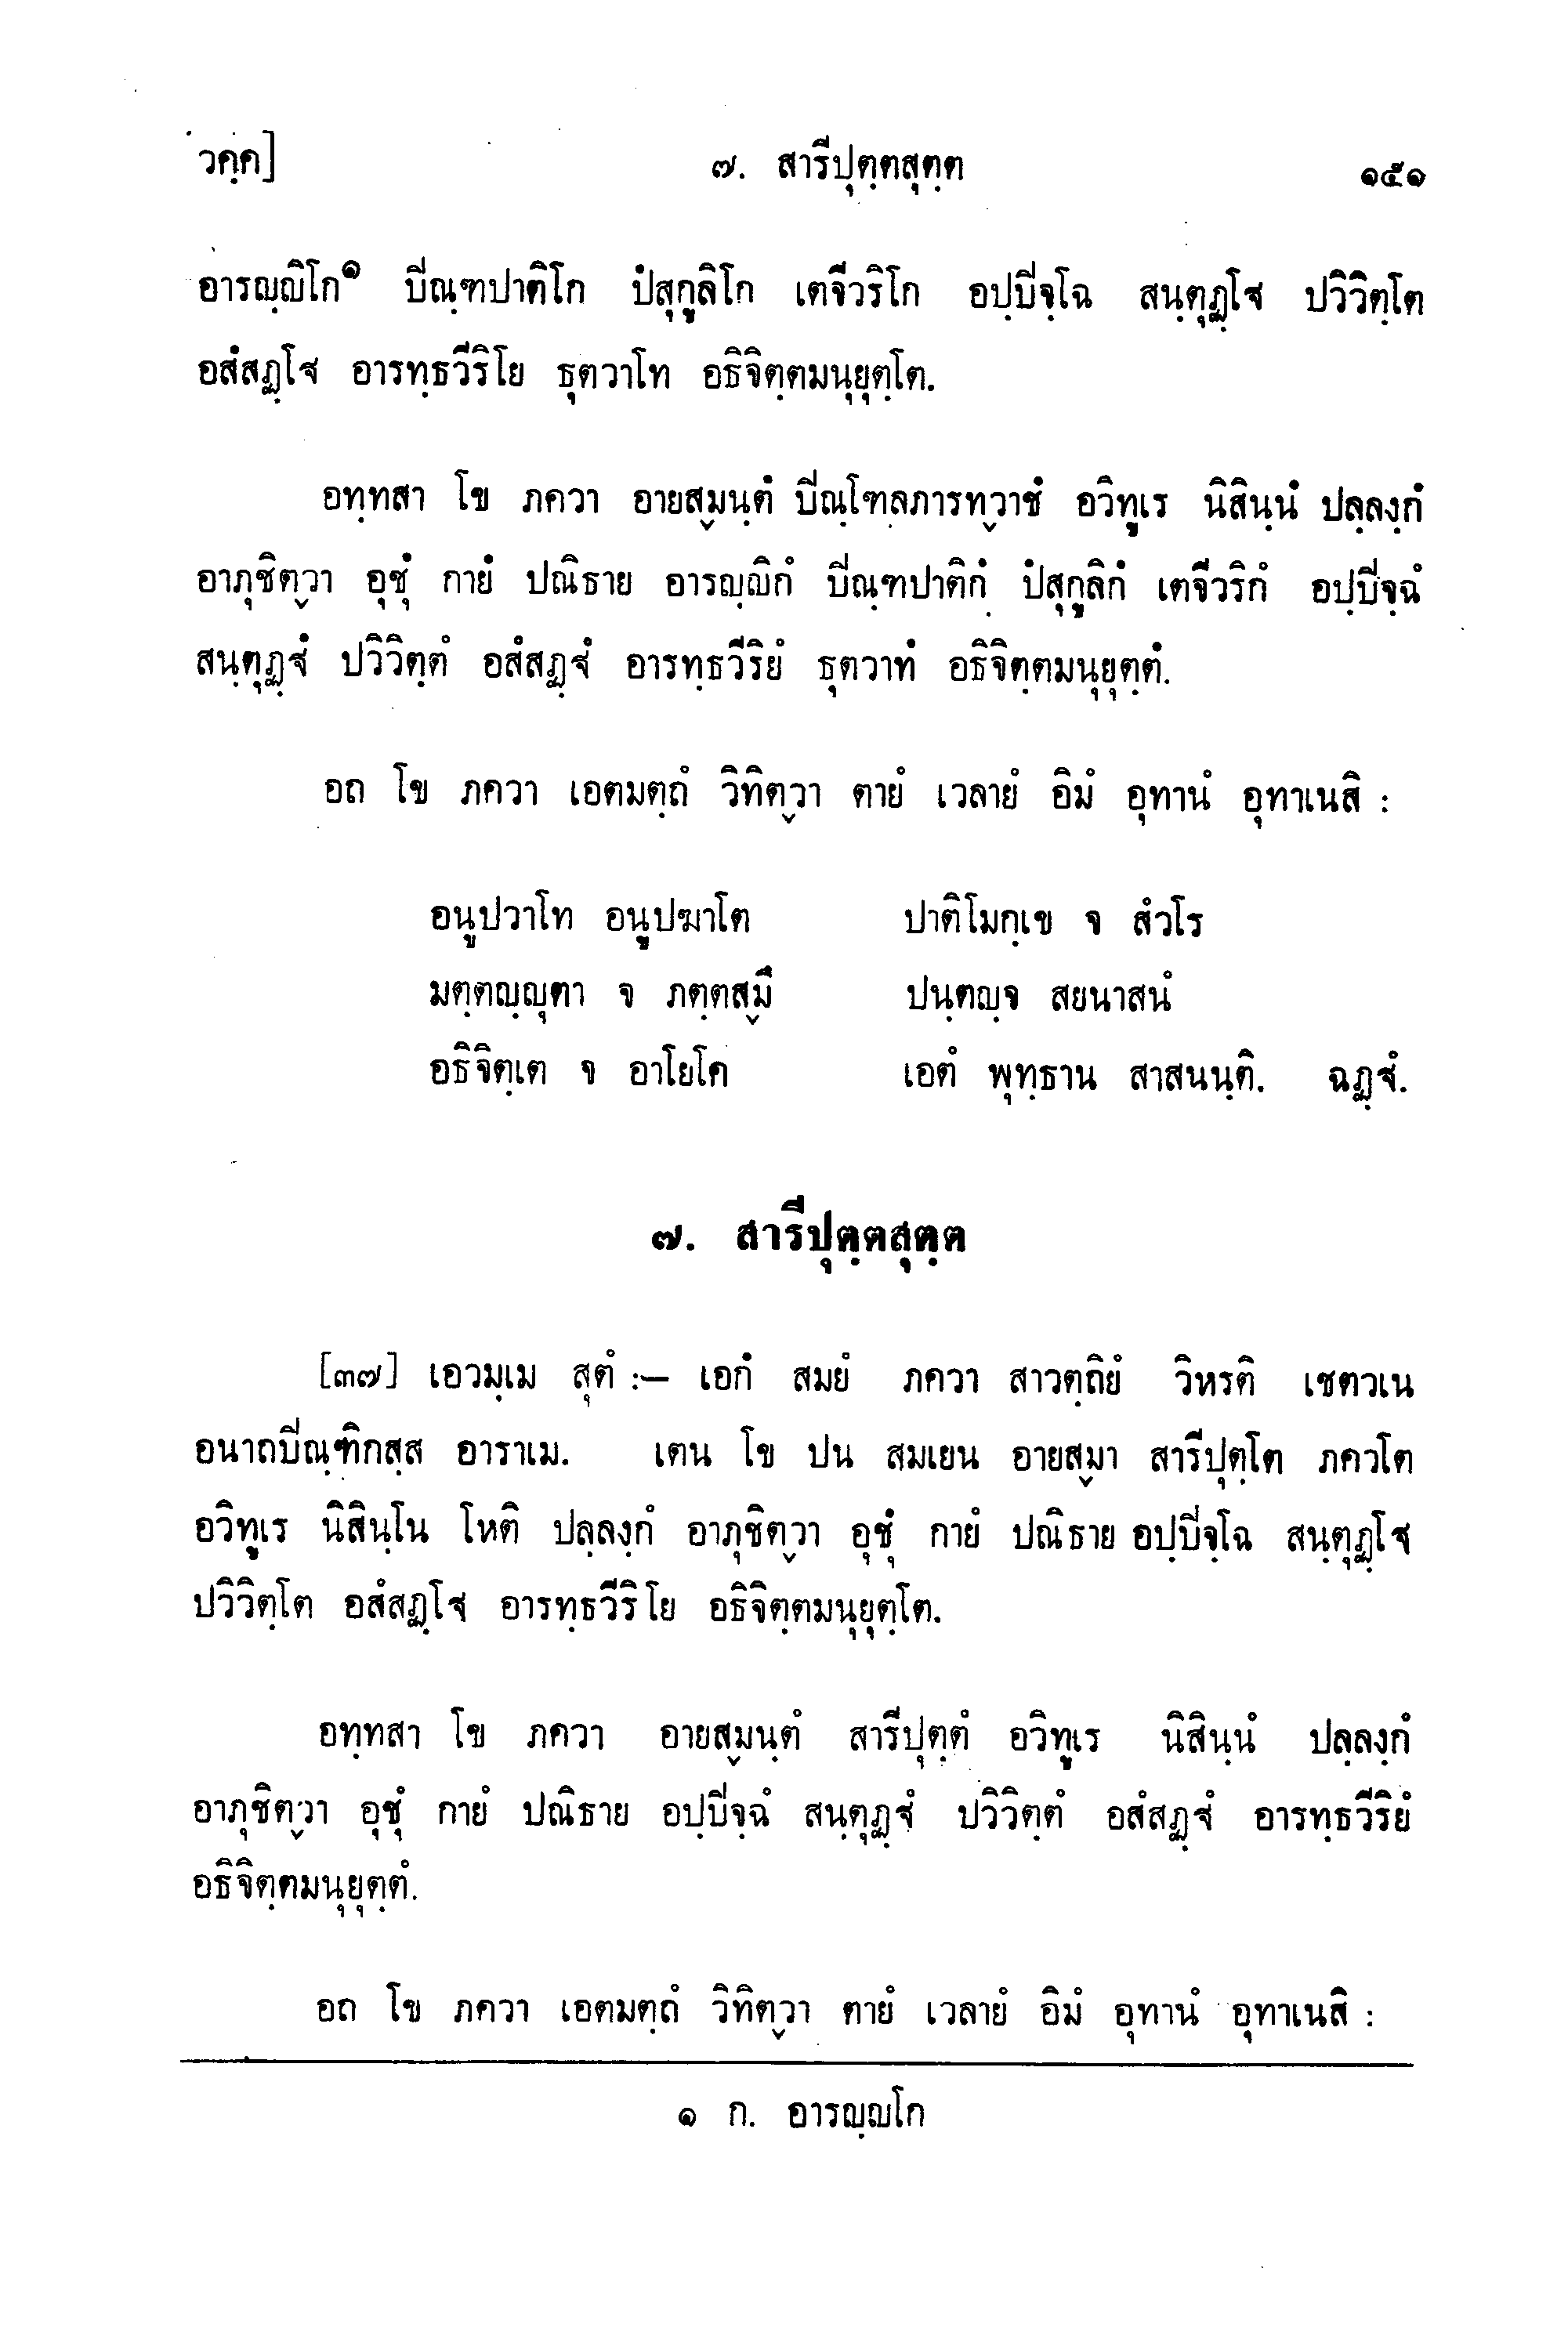 วคฺค] ๗. สารีปุตฺตสุตฺต ๑๕๑
อารญฺญิโก๑ ปิณฺฑปาติโก ปํสุกูลิโก เตจีวริโก อปฺปิจฺโฉ สนฺตุฏฺโฐ ปวิวิตฺโต
อสํสฏฺโฐ อารทฺธวีริโย ธุตวาโท อธิจิตฺตมนุยุตฺโต.
อทฺทสา โข ภควา อายสฺมนฺตํ ปิณฺโฑลภารทฺวาชํ อวิทูเร นิสินฺนํ ปลฺลงฺกํ
อาภุชิตฺวา อุชุํ กายํ ปณิธาย อารญฺญิกํ ปิณฺฑปาติกํ ปํสุกูลิกํ เตจีวริกํ อปฺปิจฺฉํ
สนฺตุฏฺฐํ ปวิวิตฺตํ อสํสฏฺฐํ อารทฺธวีริยํ ธุตวาทํ อธิจิตฺตมนุยุตฺตํ.
อถ โข ภควา เอตมตฺถํ วิทิตฺวา ตายํ เวลายํ อิมํ อุทานํ อุทาเนสิ :
อนูปวาโท อนูปฆาโต ปาติโมกฺเข จ สํวโร
มตฺตญฺญุตา จ ภตฺตสฺมึ ปนฺตญฺจ สยนาสนํ
อธิจิตฺเต จ อาโยโค เอตํ พุทฺธาน สาสนนฺติ. ฉฏฺฐํ.
๗. สารีปุตฺตสุตฺต
[๓๗] เอวมฺเม สุตํ :— เอกํ สมยํ ภควา สาวตฺถิยํ วิหรติ เชตวเน
อนาถปิณฺฑิกสฺส อาราเม. เตน โข ปน สมเยน อายสฺมา สารีปุตฺโต ภควโต
อวิทูเร นิสินฺโน โหติ ปลฺลงฺกํ อาภุชิตฺวา อุชุํ กายํ ปณิธาย อปฺปิจฺโฉ สนฺตุฏฺโฐ
ปวิวิตฺโต อสํสฏฺโฐ อารทฺธวีริโย อธิจิตฺตมนุยุตฺโต.
อทฺทสา โข ภควา อายสฺมนฺตํ สารีปุตฺตํ อวิทูเร นิสินฺนํ ปลฺลงฺกํ
อาภุชิตฺวา อุชุํ กายํ ปณิธาย อปฺปิจฺฉํ สนฺตุฏฺฐํ ปวิวิตฺตํ อสํสฏฺฐํ อารทฺธวีริยํ
อธิจิตฺตมนุยุตฺตํ.
อถ โข ภควา เอตมตฺถํ วิทิตฺวา ตายํ เวลายํ อิมํ อุทานํ อุทาเนสิ :
๑ ก. อารญฺญโก